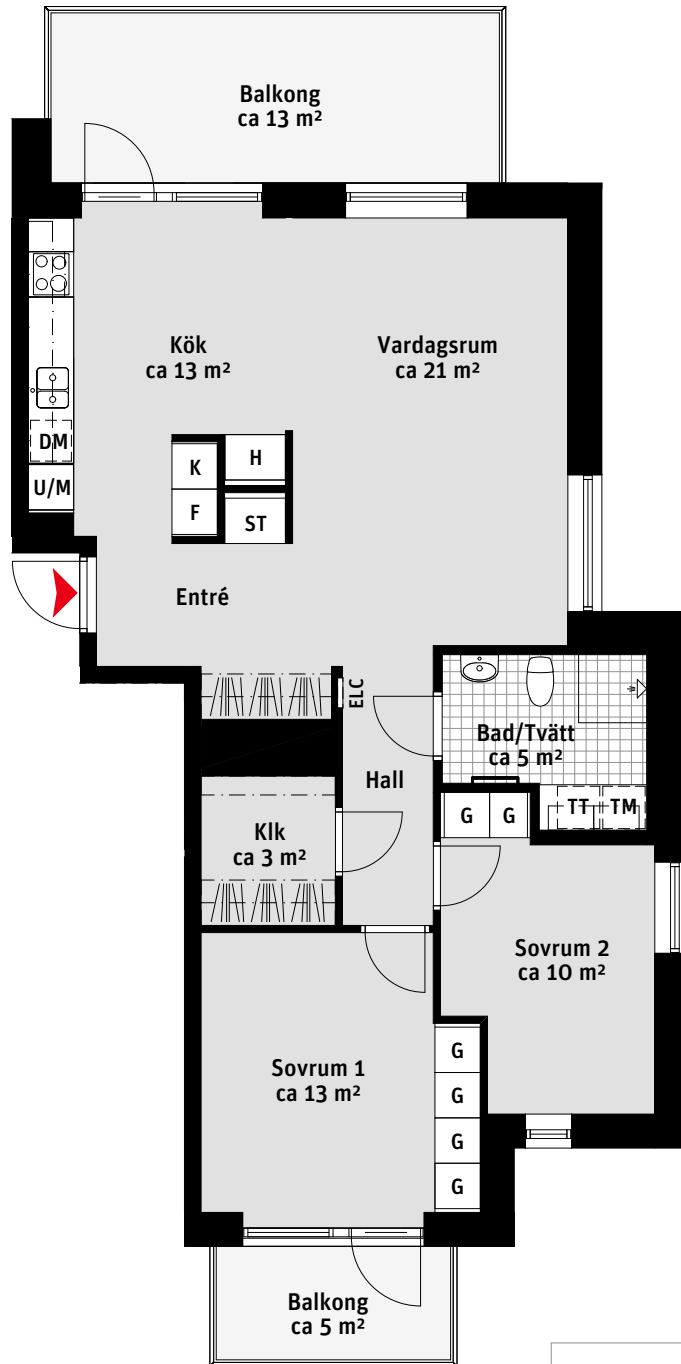 Balkong
ca 13 m²
Kök
ca 13 m²
Vardagsrum
ca 21 m²
DM
U/M
K
H
F
ST
Entré
ELC
Bad/Tvätt
ca 5 m²
Hall
TT
TM
G
G
Klk
ca 3 m²
Sovrum 2
ca 10 m²
Sovrum 1
ca 13 m²
G
G
G
G
Balkong
ca 5 m²